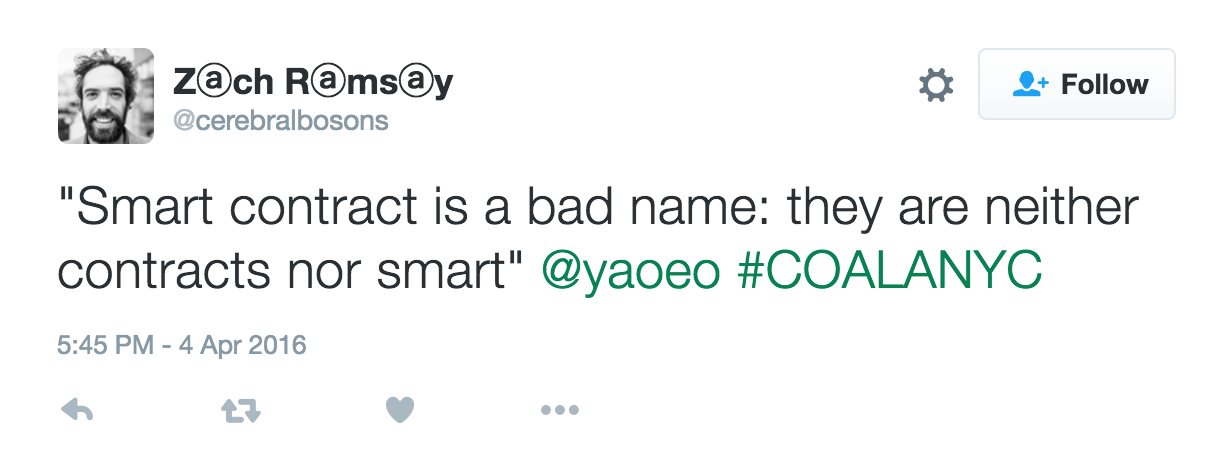 Zⓐch Rⓐmsⓐy
@cerebralbosons
Follow
"Smart contract is a bad name: they are neither
contracts nor smart" @yaoeo #COALANYC
5:45 PM - 4 Apr 2016